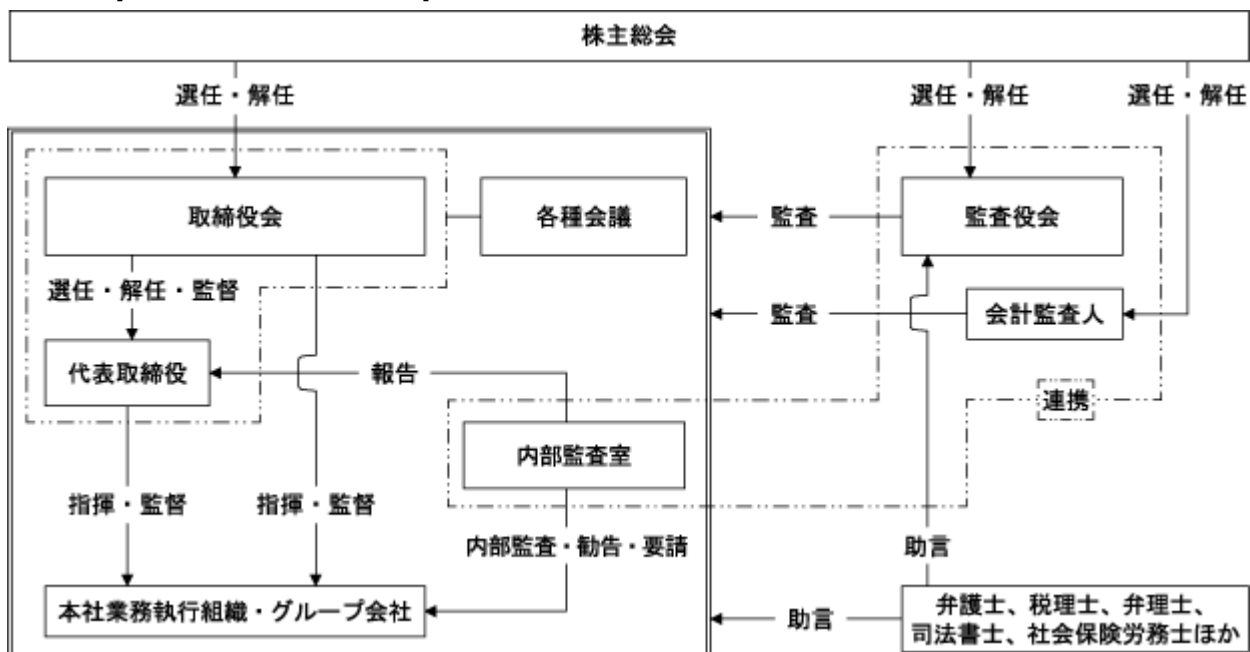 株主総会
選任・解任
選任・解任
選任・解任
取締役会
各種会議
監査
監査役会
選任・解任・監督
監査
会計監査人
代表取締役
報告
連携
内部監査室
指揮・監督
指揮・監督
内部監査・勧告・要請
助言
本社業務執行組織・グループ会社
助言
弁護士、税理士、弁理士、
司法書士、社会保険労務士ほか